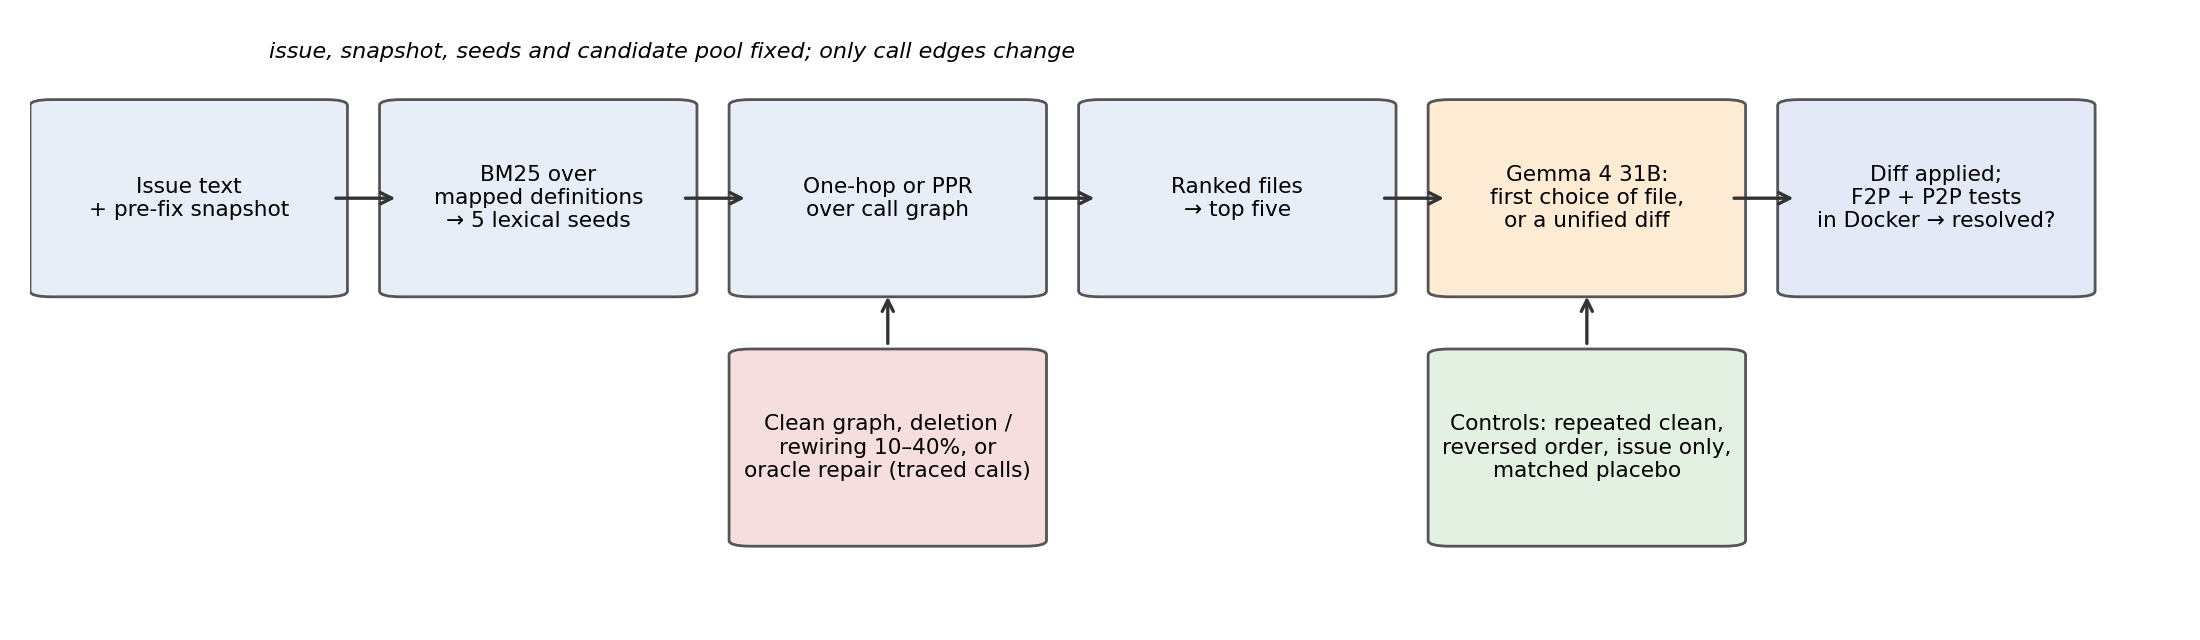 issue, snapshot, seeds and candidate pool fixed; only call edges change
Issue text
+ pre-fix snapshot
BM25 over
mapped definitions
→ 5 lexical seeds
One-hop or PPR
over call graph
Ranked files
→ top five
Gemma 4 31B:
first choice of file,
or a unified diff
Diff applied;
F2P + P2P tests
in Docker → resolved?
Clean graph, deletion /
rewiring 10–40%, or
oracle repair (traced calls)
Controls: repeated clean,
reversed order, issue only,
matched placebo